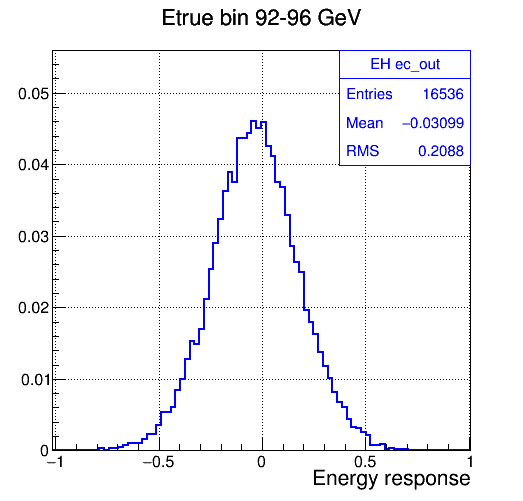 Etrue bin 92-96 GeV
EH ec_out
Entries 16536
Mean −0.03099
RMS 0.2088
0.05
0.04
0.03
0.02
0.01
0
−1 −0.5 0 0.5 1
Energy response